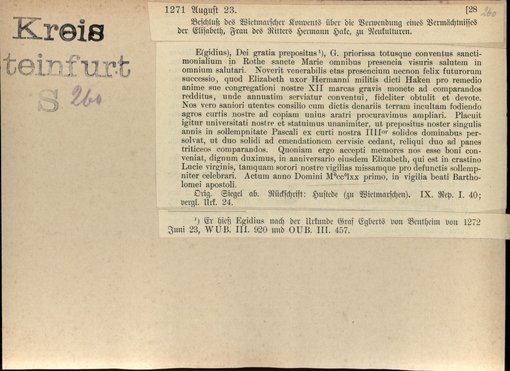 Kreis
teinfurt
S 260
1271 August 23. [28
260
Beschluß des Wietmarscher Konvents über die Verwendung eines Vermächtnisses
der Elisabeth, Frau des Ritters Hermann Hake, zu Neukulturen.
E(gidius), Dei gratia prepositus¹), G. priorissa totusque conventus sancti-
monialium in Rothe sancte Marie omnibus presencia visuris salutem in
omnium salutari. Noverit venerabilis etas presencium necnon felix futurorum
successio, quod Elizabeth uxor Hermanni militis dicti Haken pro remedio
anime sue congregationi nostre XII marcas gravis monete ad comparandos
redditus, unde annuatim serviatur conventui, fideliter obtulit et devote.
Nos vero saniori utentes consilio cum dictis denariis terram incultam fodiendo
agros curtis nostre ad copiam unius aratri procuravimus ampliari. Placuit
igitur universitati nostre et statuimus unanimiter, ut prepositus noster singulis
annis in sollempnitate Pascali ex curti nostra IIIIor solidos dominabus per-
solvat, ut duo solidi ad emendationem cervisie cedant, reliqui duo ad panes
triticeos comparandos. Quoniam ergo accepti memores nos esse boni con-
veniat, dignum duximus, in anniversario eiusdem Elizabeth, qui est in crastino
Lucie virginis, tamquam sorori nostre vigilias missamque pro defunctis sollemp-
niter celebrari. Actum anno Domini MºccºIxx primo, in vigilia beati Bartho-
lomei apostoli.
Orig. Siegel ab. Rückschrift: Hustede (zu Wietmarschen). IX. Rep. I. 40;
vergl. Urk. 24.
¹) Er hieß Egidius nach der Urkunde Graf Egberts von Bentheim von 1272
Juni 23, WUB. III. 920 und OUB. III. 457.